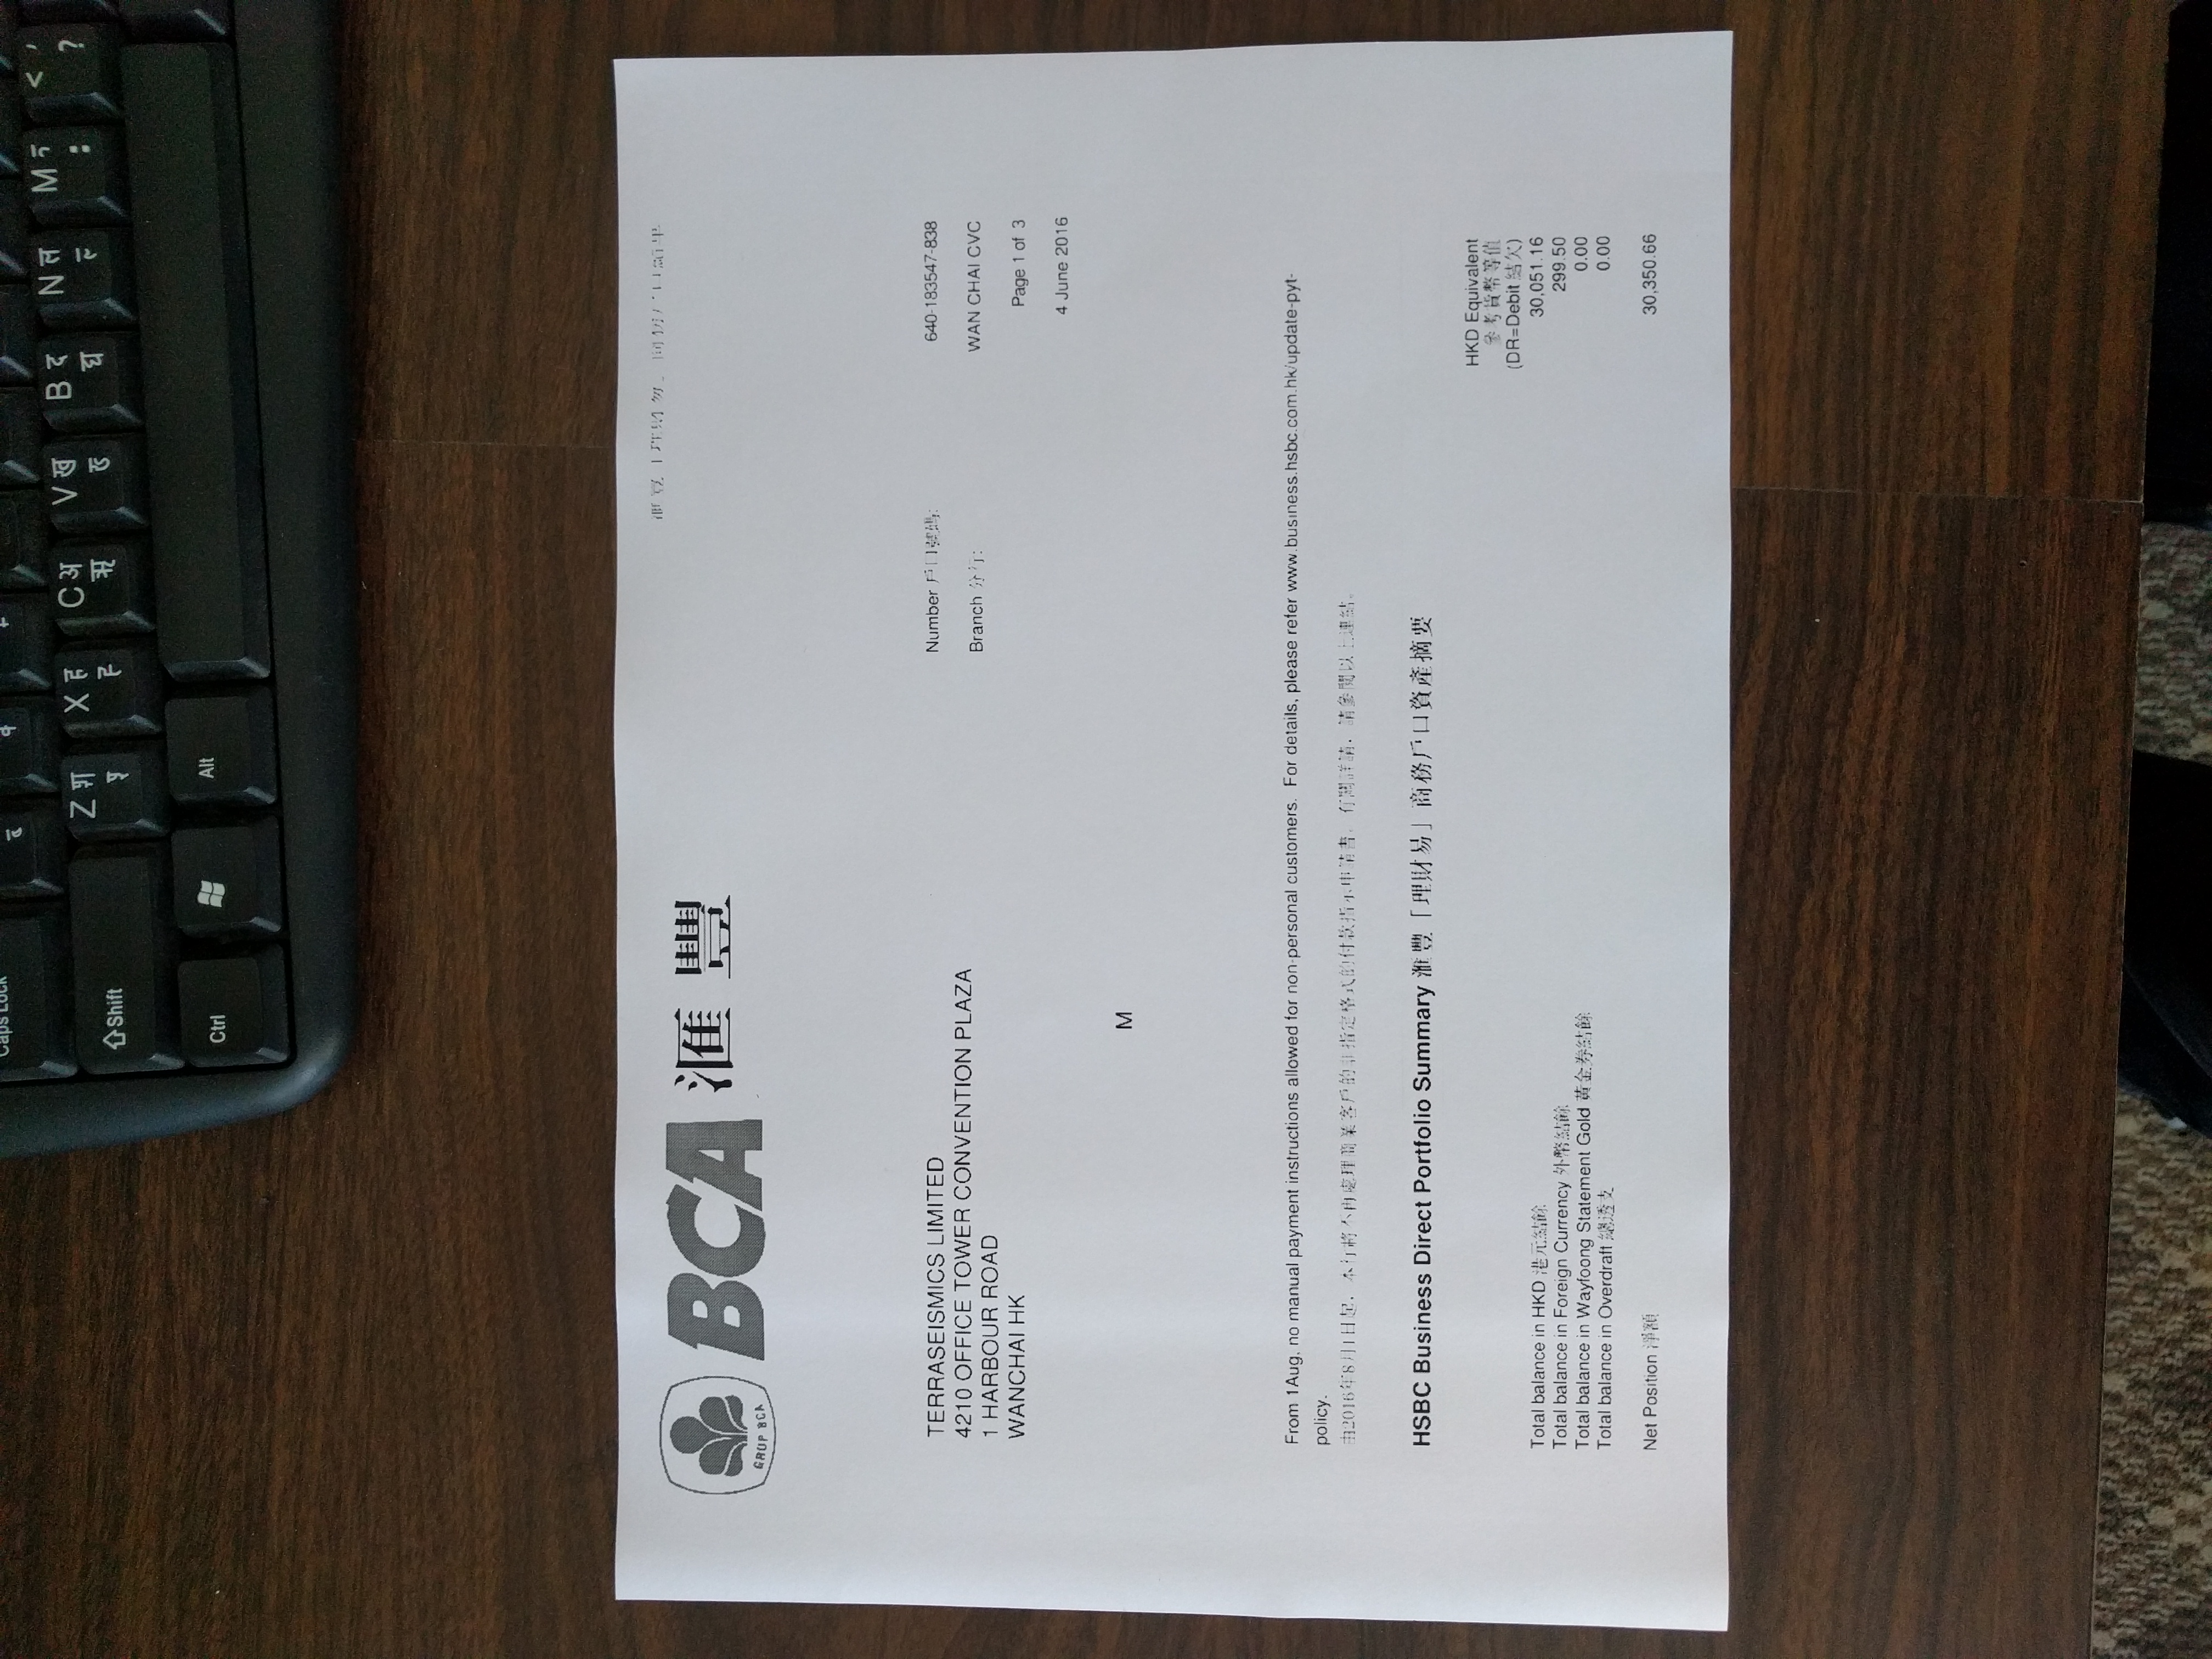 GRUP BCA
BCA 滙豐
Number 戶口號碼: 640-183547-838
Branch 分行: WAN CHAI CVC
Page 1 of 3
4 June 2016
TERRASEISMICS LIMITED
4210 OFFICE TOWER CONVENTION PLAZA
1 HARBOUR ROAD
WANCHAI HK
M
From 1Aug, no manual payment instructions allowed for non-personal customers. For details, please refer www.business.hsbc.com.hk/update-pyt-
policy.
由2016年8月1日起，本行將不再處理商業客戶的非指定格式的付款指示申請書。有關詳請，請參閱以上連結。
HSBC Business Direct Portfolio Summary 滙豐「理財易」商務戶口資產摘要
HKD Equivalent
參考貨幣等值
(DR=Debit 結欠)
Total balance in HKD 港元結餘 30,051.16
Total balance in Foreign Currency 外幣結餘 299.50
Total balance in Wayfoong Statement Gold 黃金券結餘 0.00
Total balance in Overdraft 總透支 0.00
Net Position 淨額 30,350.66
Caps Lock
Shift
Z
X
C
V
B
N
M
< ,
?
Ctrl
Alt